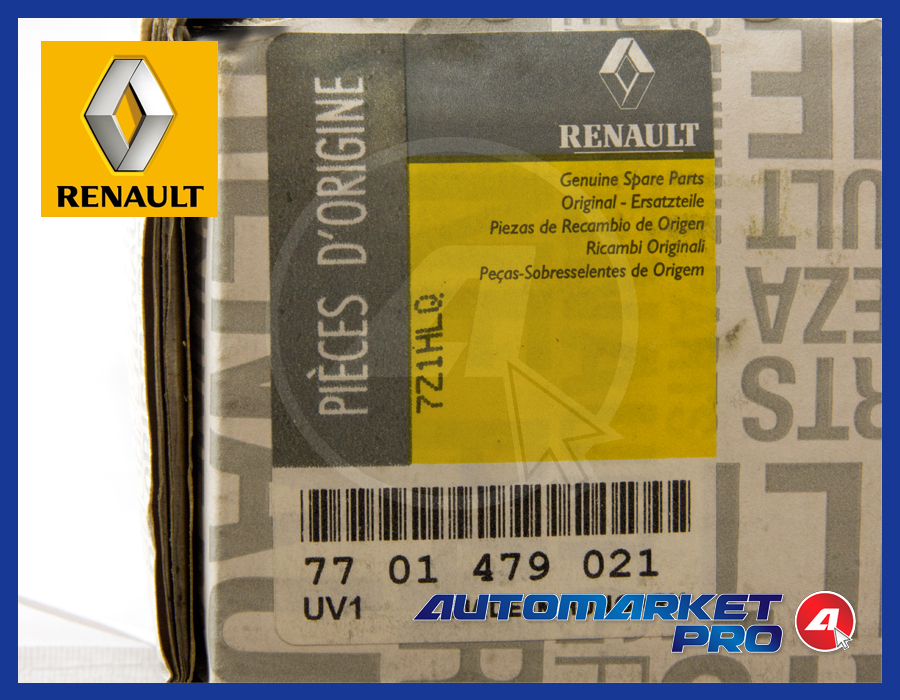 RENAULT
PIÈCES D'ORIGINE
RENAULT
Genuine Spare Parts
Original - Ersatzteile
Piezas de Recambio de Origen
Ricambi Originali
Peças-Sobresselentes de Origem
7Z1HLQ
77 01 479 021
UV1
AUTOMARKET
PRO 4